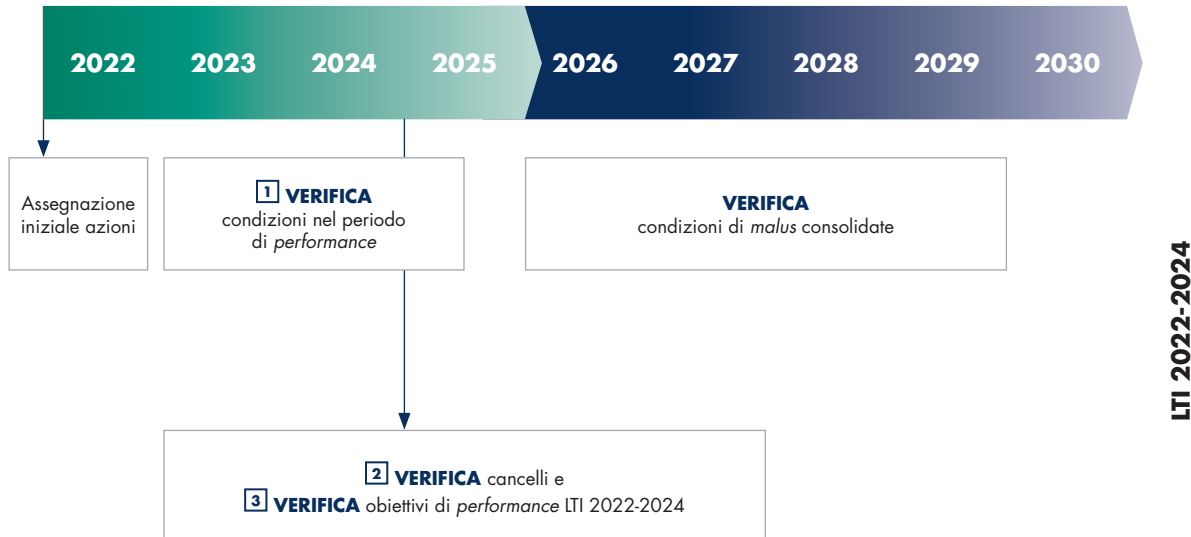 2022 2023 2024 2025 2026 2027 2028 2029 2030
Assegnazione
iniziale azioni
1 VERIFICA
condizioni nel periodo
di performance
VERIFICA
condizioni di malus consolidate
2 VERIFICA cancelli e
3 VERIFICA obiettivi di performance LTI 2022-2024
LTI 2022-2024